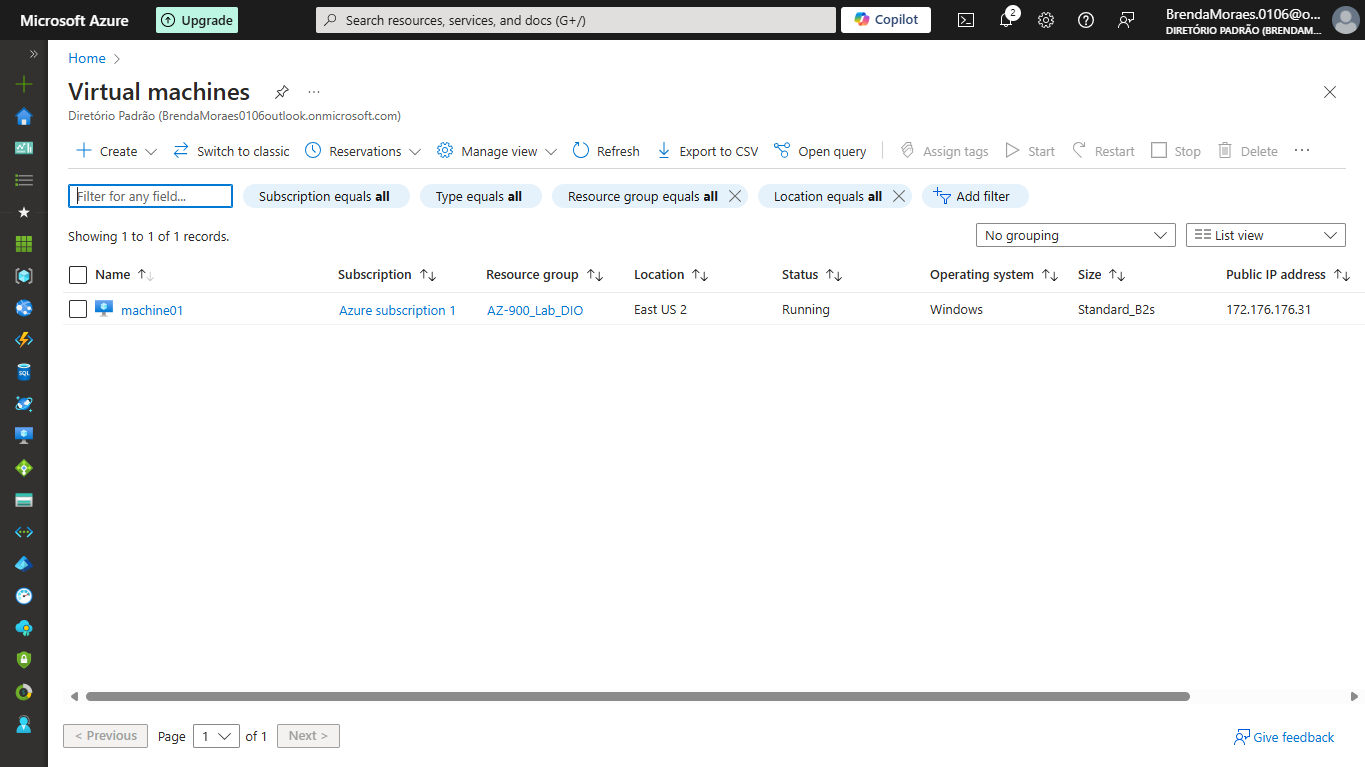 Microsoft Azure Upgrade Search resources, services, and docs (G+/) Copilot 2 BrendaMoraes.0106@o...
DIRETÓRIO PADRÃO (BRENDAM...
Home
Virtual machines ...
Diretório Padrão (BrendaMoraes0106outlook.onmicrosoft.com)
Create Switch to classic Reservations Manage view Refresh Export to CSV Open query Assign tags Start Restart Stop Delete ...
Filter for any field... Subscription equals all Type equals all Resource group equals all Location equals all Add filter
Showing 1 to 1 of 1 records. No grouping List view
Name Subscription Resource group Location Status Operating system Size Public IP address
machine01 Azure subscription 1 AZ-900_Lab_DIO East US 2 Running Windows Standard_B2s 172.176.176.31
SQL
< Previous Page 1 of 1 Next > Give feedback